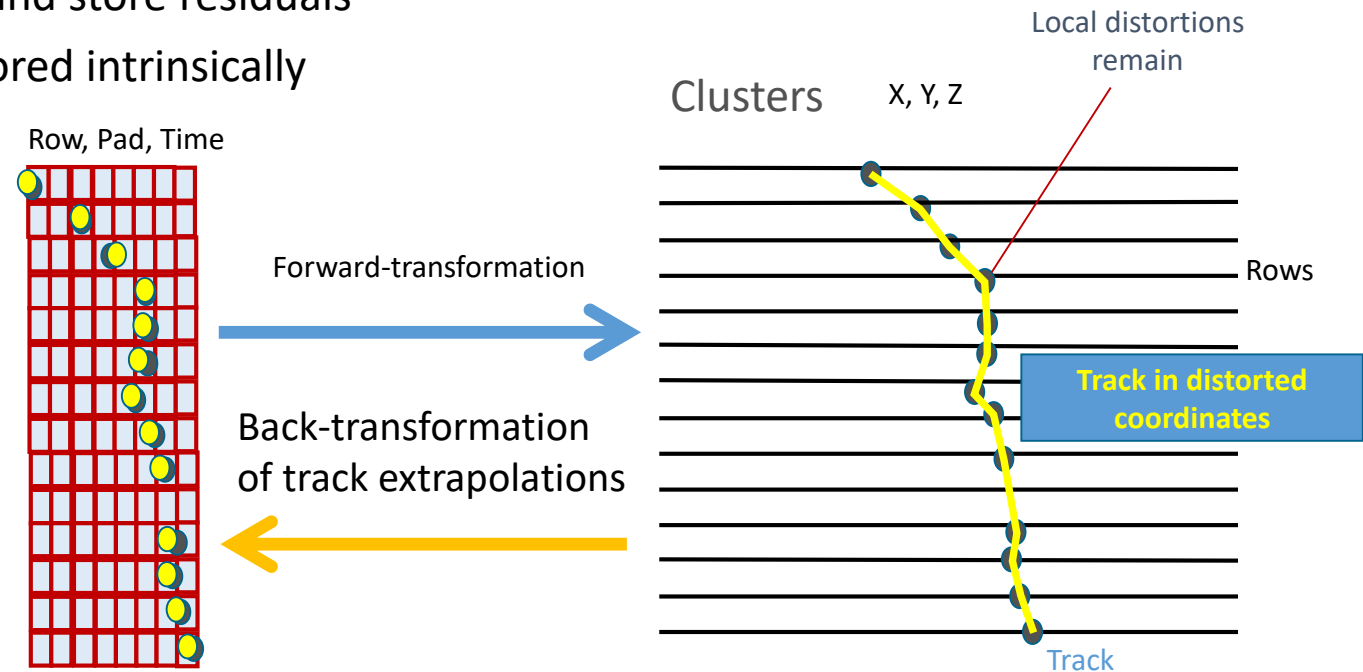 and store residuals
ored intrinsically
Local distortions
remain
Clusters
X, Y, Z
Row, Pad, Time
Forward-transformation
Rows
Track in distorted
coordinates
Back-transformation
of track extrapolations
Track